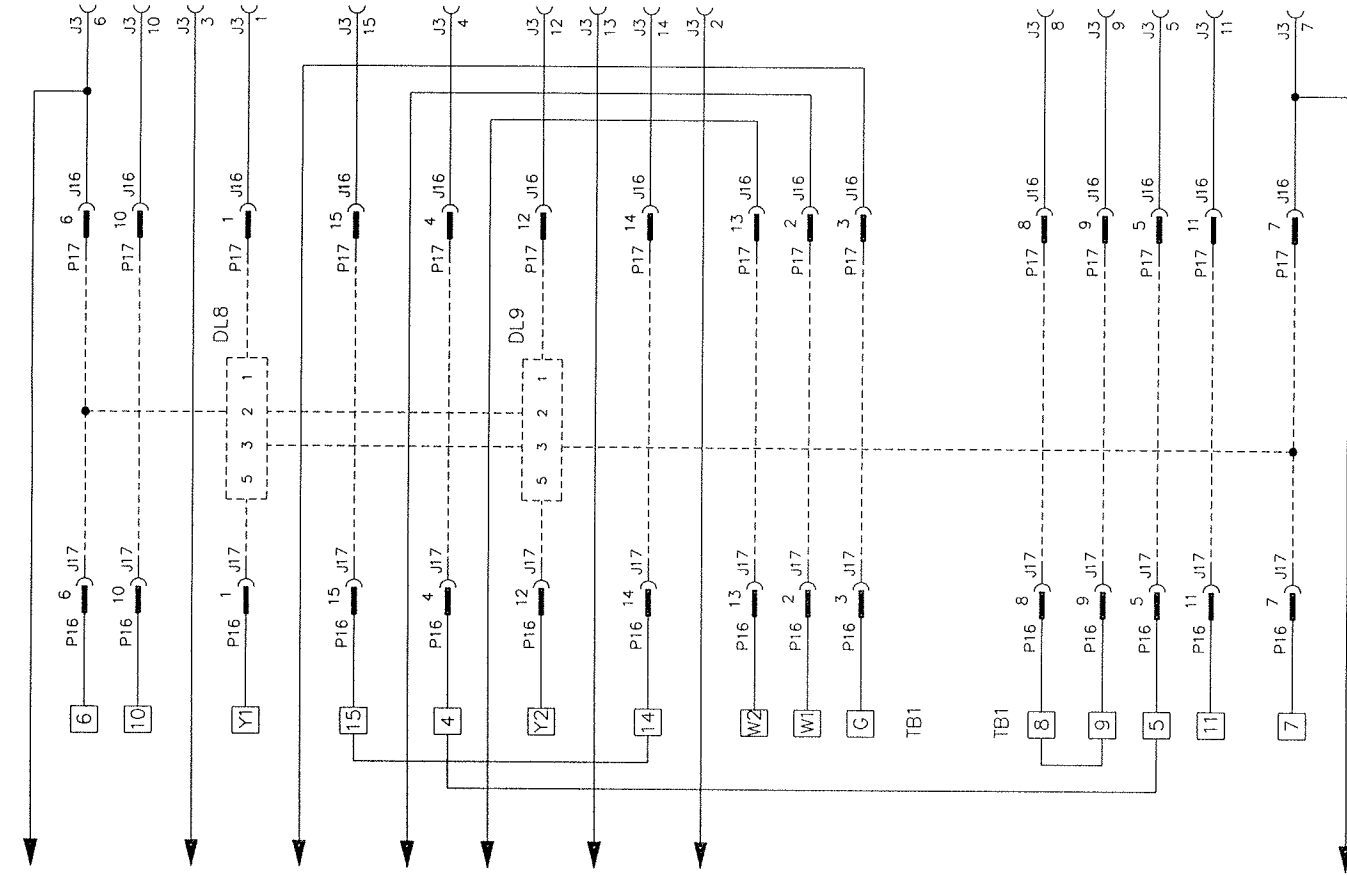 J3 6
J3 10
J3 3
J3 1
J3 15
J3 4
J3 12
J3 13
J3 14
J3 2
J3 8
J3 9
J3 5
J3 11
J3 7
P17 6 J16
P17 10 J16
P17 1 J16
P17 15 J16
P17 4 J16
P17 12 J16
P17 14 J16
P17 13 J16
P17 2 J16
P17 3 J16
P17 8 J16
P17 9 J16
P17 5 J16
P17 11 J16
P17 7 J16
DL8
5 3 2 1
DL9
5 3 2 1
P16 6 J17
P16 10 J17
P16 1 J17
P16 15 J17
P16 4 J17
P16 12 J17
P16 14 J17
P16 13 J17
P16 2 J17
P16 3 J17
P16 8 J17
P16 9 J17
P16 5 J17
P16 11 J17
P16 7 J17
6
10
Y1
15
4
Y2
14
W2
W1
G
TB1
TB1
8
9
5
11
7